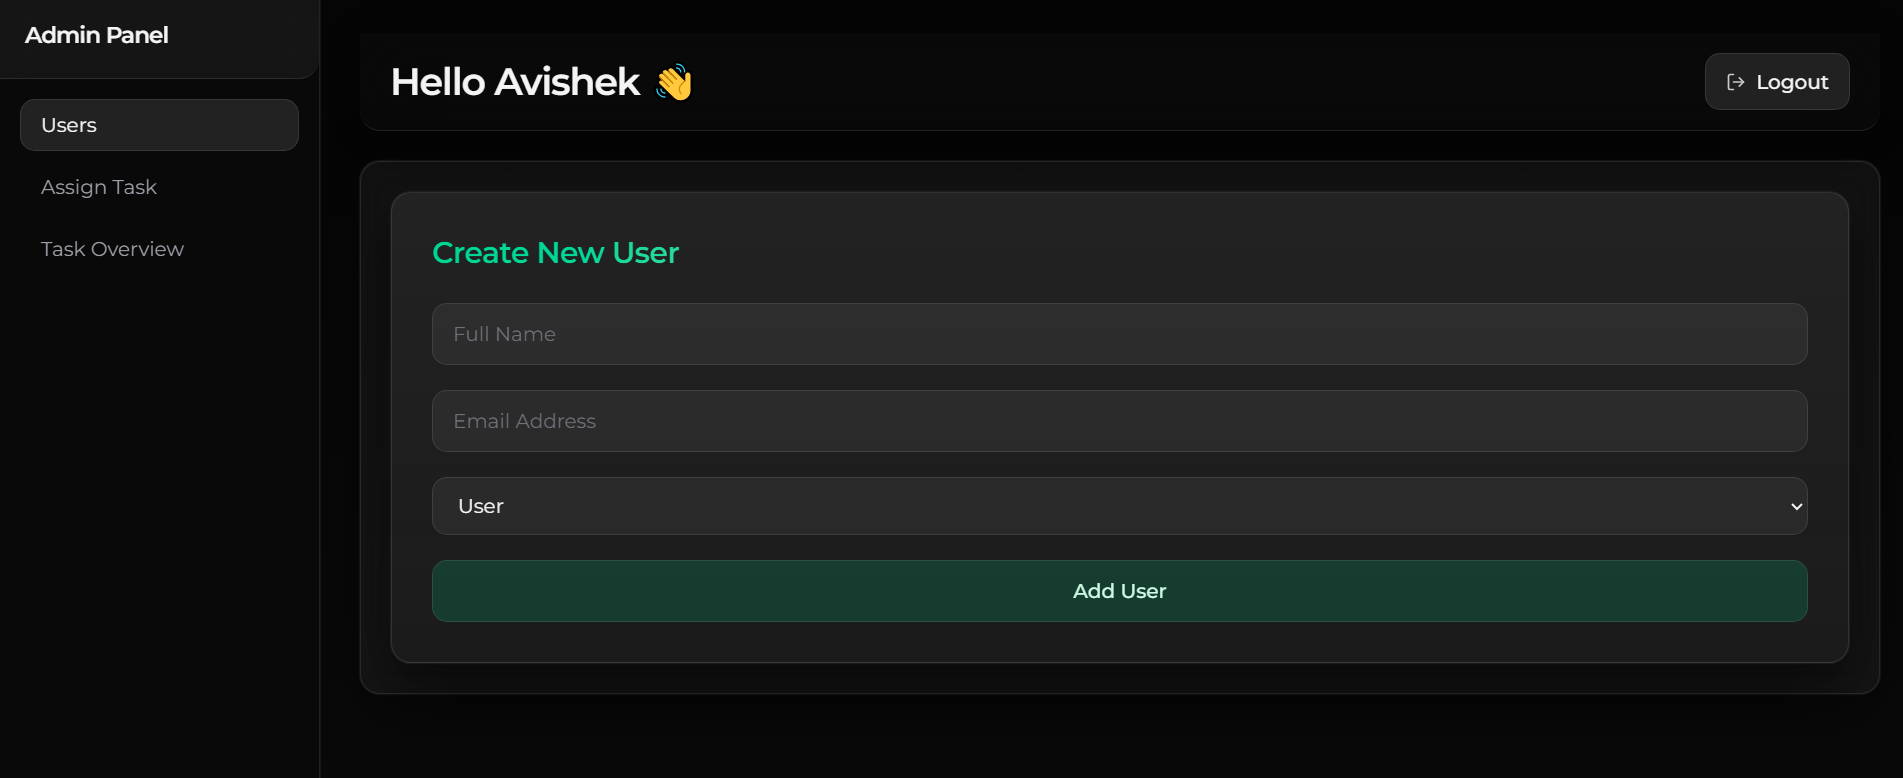 Admin Panel
Users
Assign Task
Task Overview
Hello Avishek 👋
Logout
Create New User
Full Name
Email Address
User
Add User